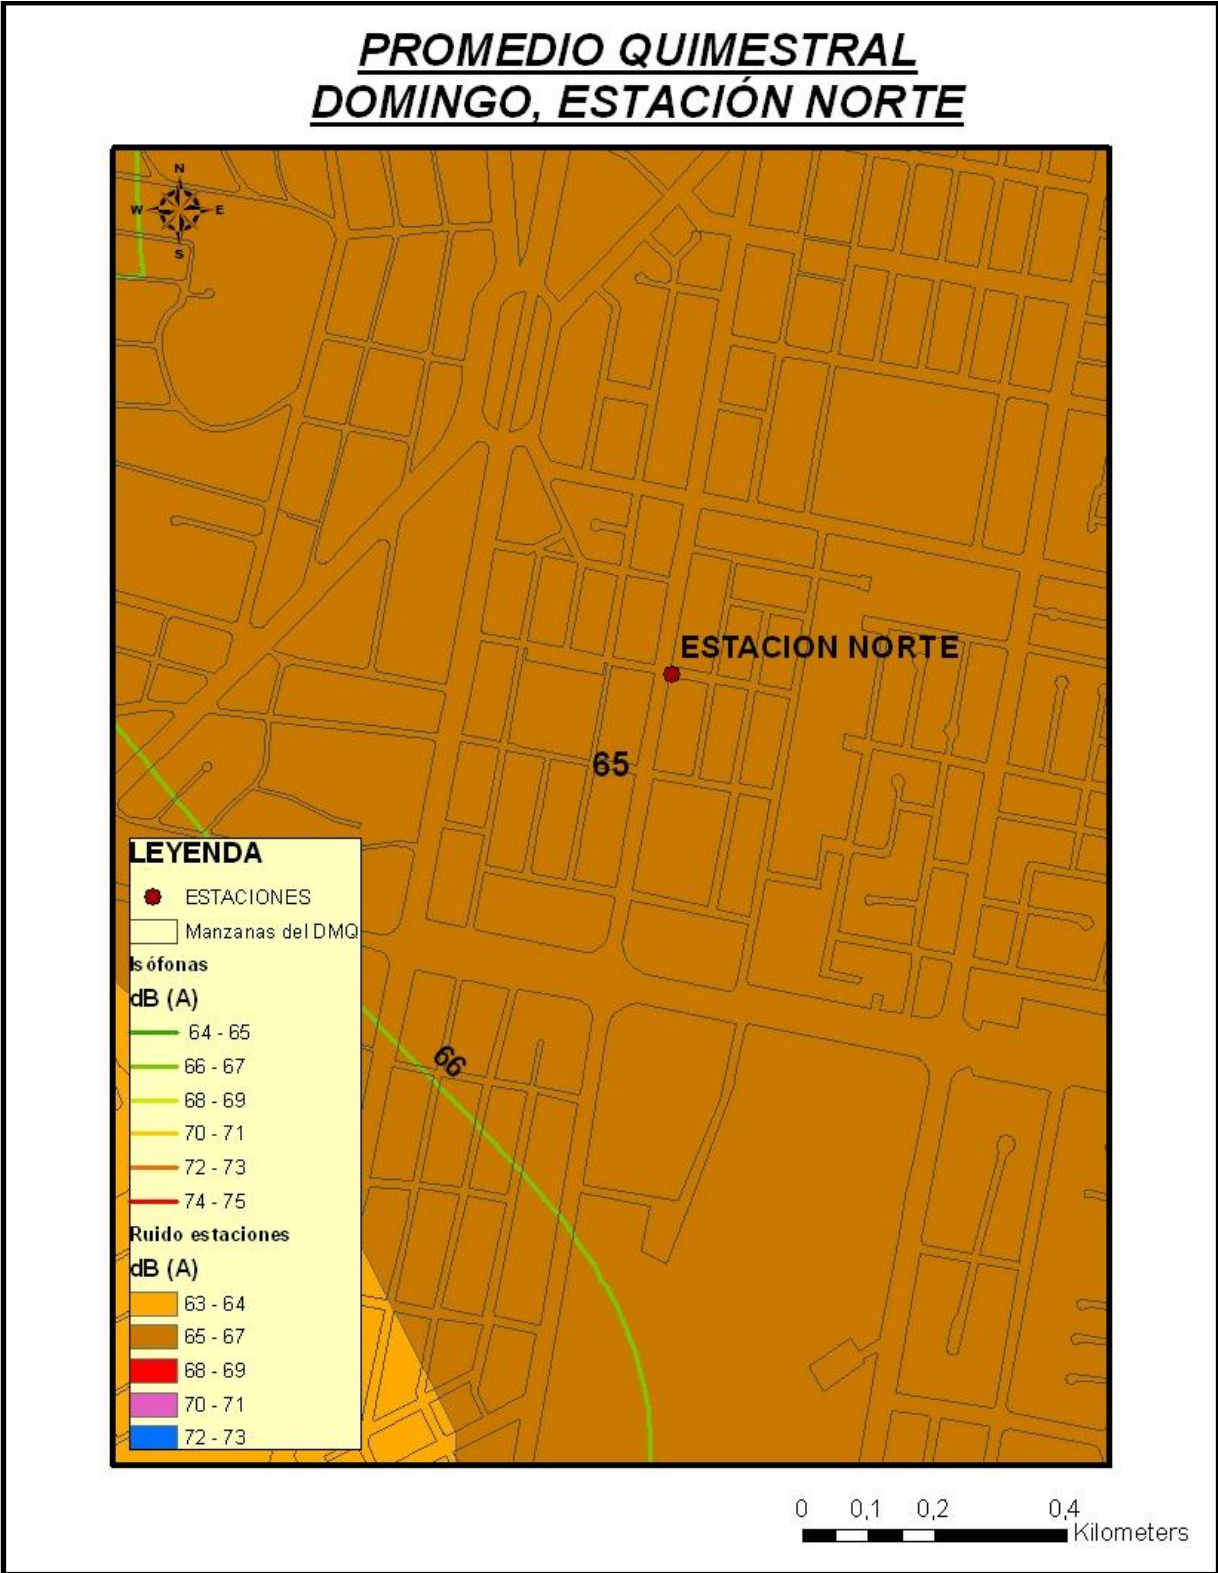 PROMEDIO QUIMESTRAL
DOMINGO, ESTACIÓN NORTE
N
W E
S
ESTACION NORTE
65
66
LEYENDA
ESTACIONES
Manzanas del DMQ
Isófonas
dB (A)
64 - 65
66 - 67
68 - 69
70 - 71
72 - 73
74 - 75
Ruido estaciones
dB (A)
63 - 64
65 - 67
68 - 69
70 - 71
72 - 73
0 0,1 0,2 0,4
Kilometers